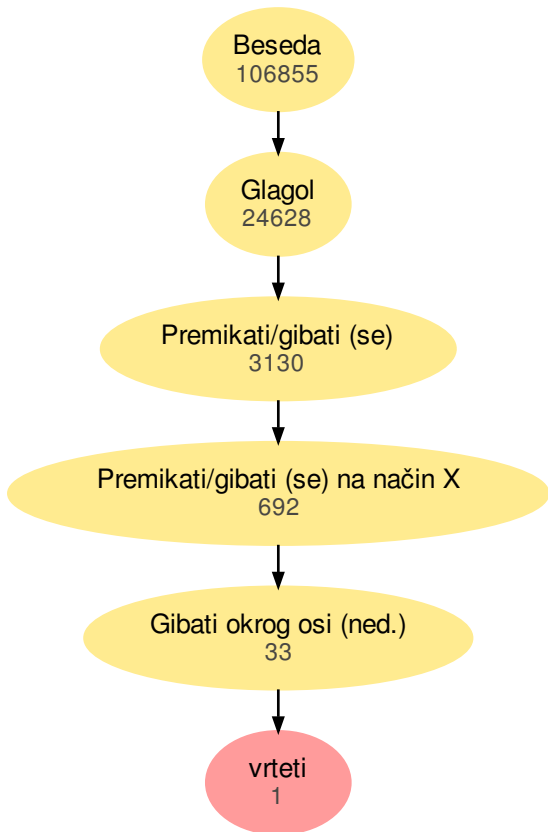 Beseda
106855
Glagol
24628
Premikati/gibati (se)
3130
Premikati/gibati (se) na način X
692
Gibati okrog osi (ned.)
33
vrteti
1